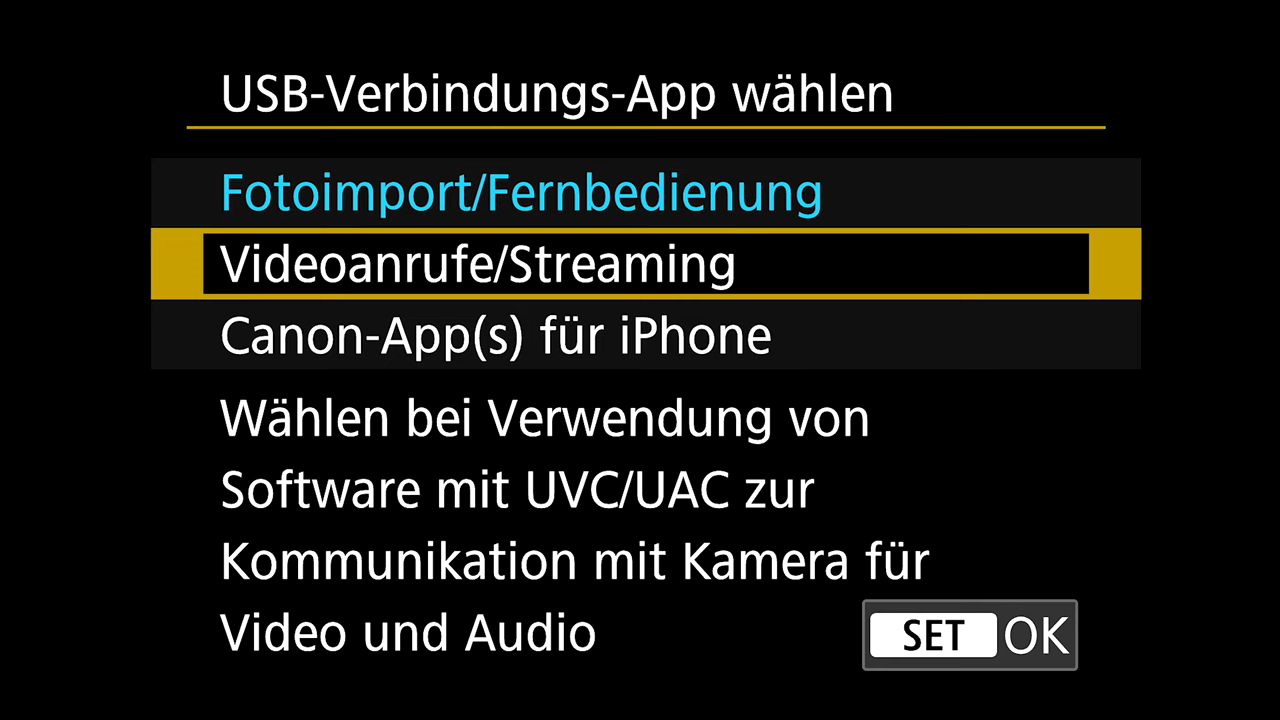 USB-Verbindungs-App wählen
Fotoimport/Fernbedienung
Videoanrufe/Streaming
Canon-App(s) für iPhone
Wählen bei Verwendung von
Software mit UVC/UAC zur
Kommunikation mit Kamera für
Video und Audio
SET OK